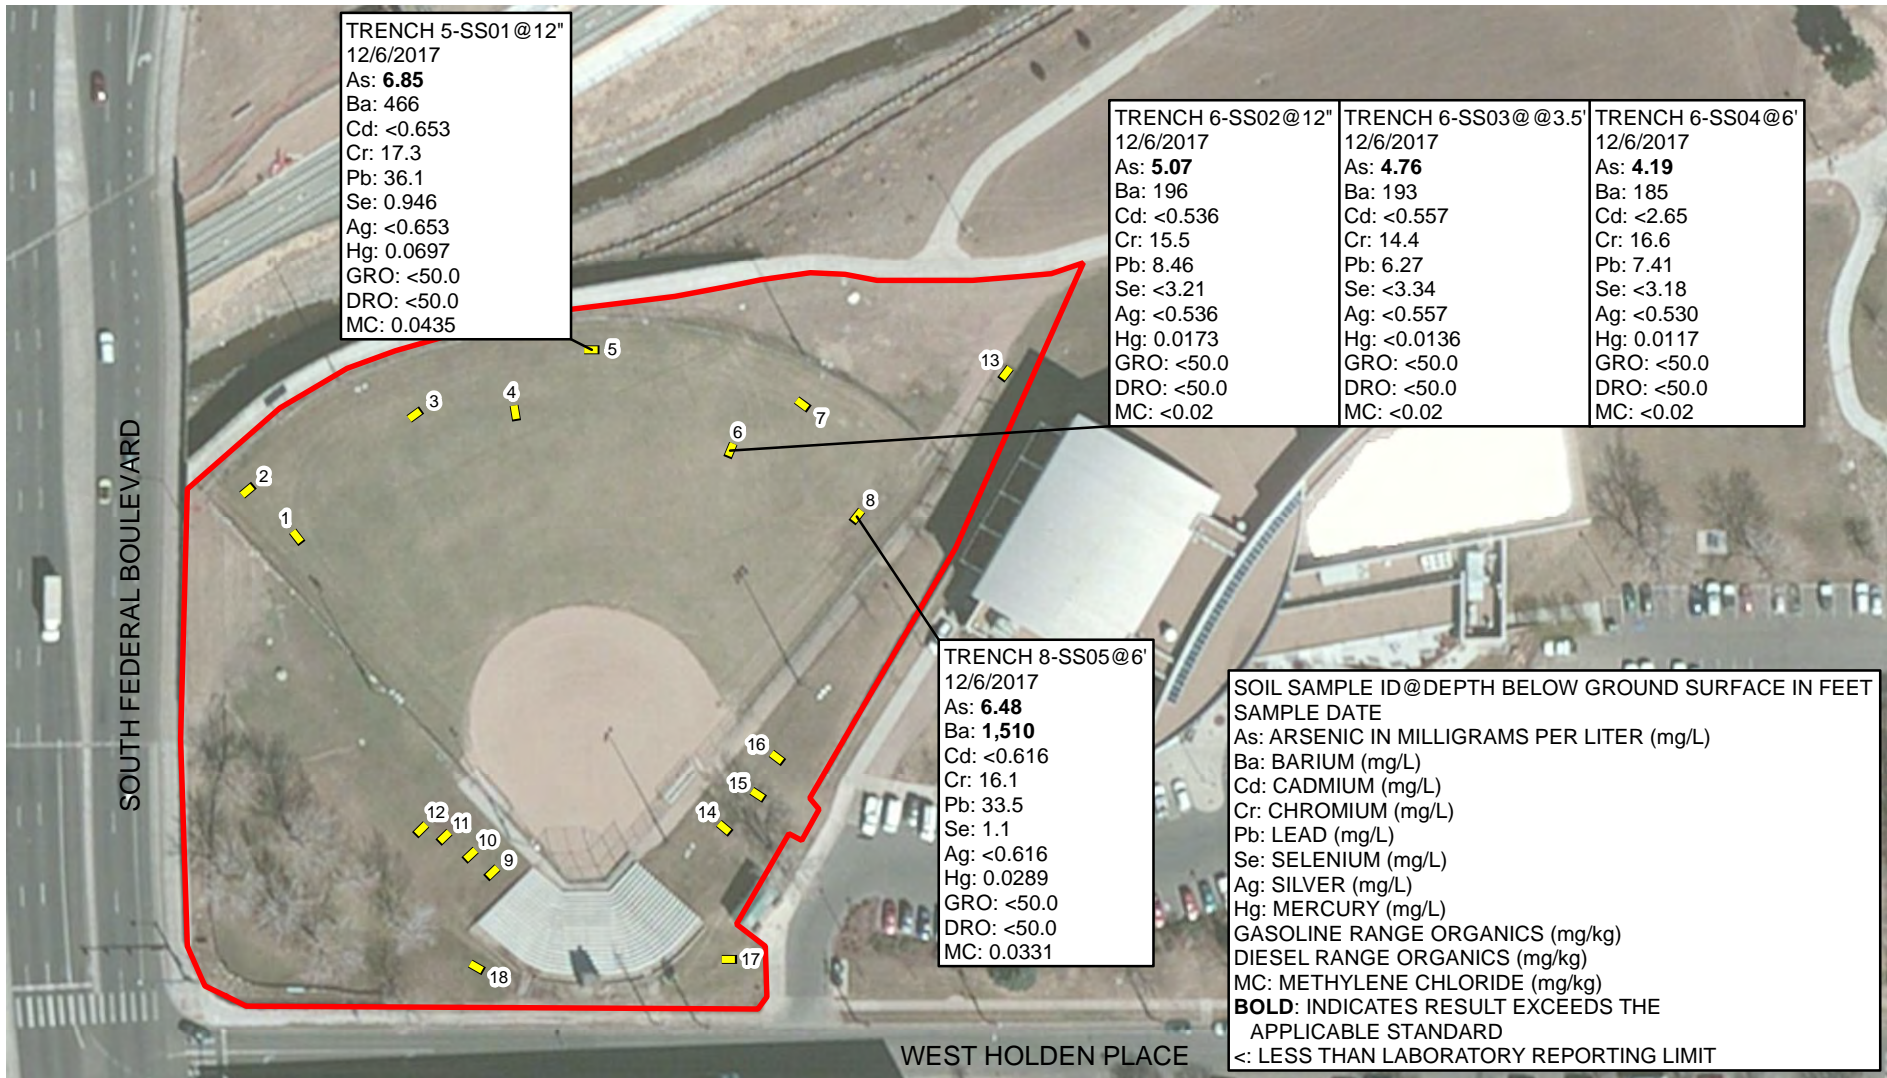 TRENCH 5-SS01@12"
12/6/2017
As: 6.85
Ba: 466
Cd: <0.653
Cr: 17.3
Pb: 36.1
Se: 0.946
Ag: <0.653
Hg: 0.0697
GRO: <50.0
DRO: <50.0
MC: 0.0435
TRENCH 6-SS02@12"
12/6/2017
As: 5.07
Ba: 196
Cd: <0.536
Cr: 15.5
Pb: 8.46
Se: <3.21
Ag: <0.536
Hg: 0.0173
GRO: <50.0
DRO: <50.0
MC: <0.02
TRENCH 6-SS03@@3.5'
12/6/2017
As: 4.76
Ba: 193
Cd: <0.557
Cr: 14.4
Pb: 6.27
Se: <3.34
Ag: <0.557
Hg: <0.0136
GRO: <50.0
DRO: <50.0
MC: <0.02
TRENCH 6-SS04@6'
12/6/2017
As: 4.19
Ba: 185
Cd: <2.65
Cr: 16.6
Pb: 7.41
Se: <3.18
Ag: <0.530
Hg: 0.0117
GRO: <50.0
DRO: <50.0
MC: <0.02
5
13
3
4
7
6
2
8
1
SOUTH FEDERAL BOULEVARD
TRENCH 8-SS05@6'
12/6/2017
As: 6.48
Ba: 1,510
Cd: <0.616
Cr: 16.1
Pb: 33.5
Se: 1.1
Ag: <0.616
Hg: 0.0289
GRO: <50.0
DRO: <50.0
MC: 0.0331
16
15
14
12
11
10
9
17
18
SOIL SAMPLE ID@DEPTH BELOW GROUND SURFACE IN FEET
SAMPLE DATE
As: ARSENIC IN MILLIGRAMS PER LITER (mg/L)
Ba: BARIUM (mg/L)
Cd: CADMIUM (mg/L)
Cr: CHROMIUM (mg/L)
Pb: LEAD (mg/L)
Se: SELENIUM (mg/L)
Ag: SILVER (mg/L)
Hg: MERCURY (mg/L)
GASOLINE RANGE ORGANICS (mg/kg)
DIESEL RANGE ORGANICS (mg/kg)
MC: METHYLENE CHLORIDE (mg/kg)
BOLD: INDICATES RESULT EXCEEDS THE
APPLICABLE STANDARD
<: LESS THAN LABORATORY REPORTING LIMIT
WEST HOLDEN PLACE